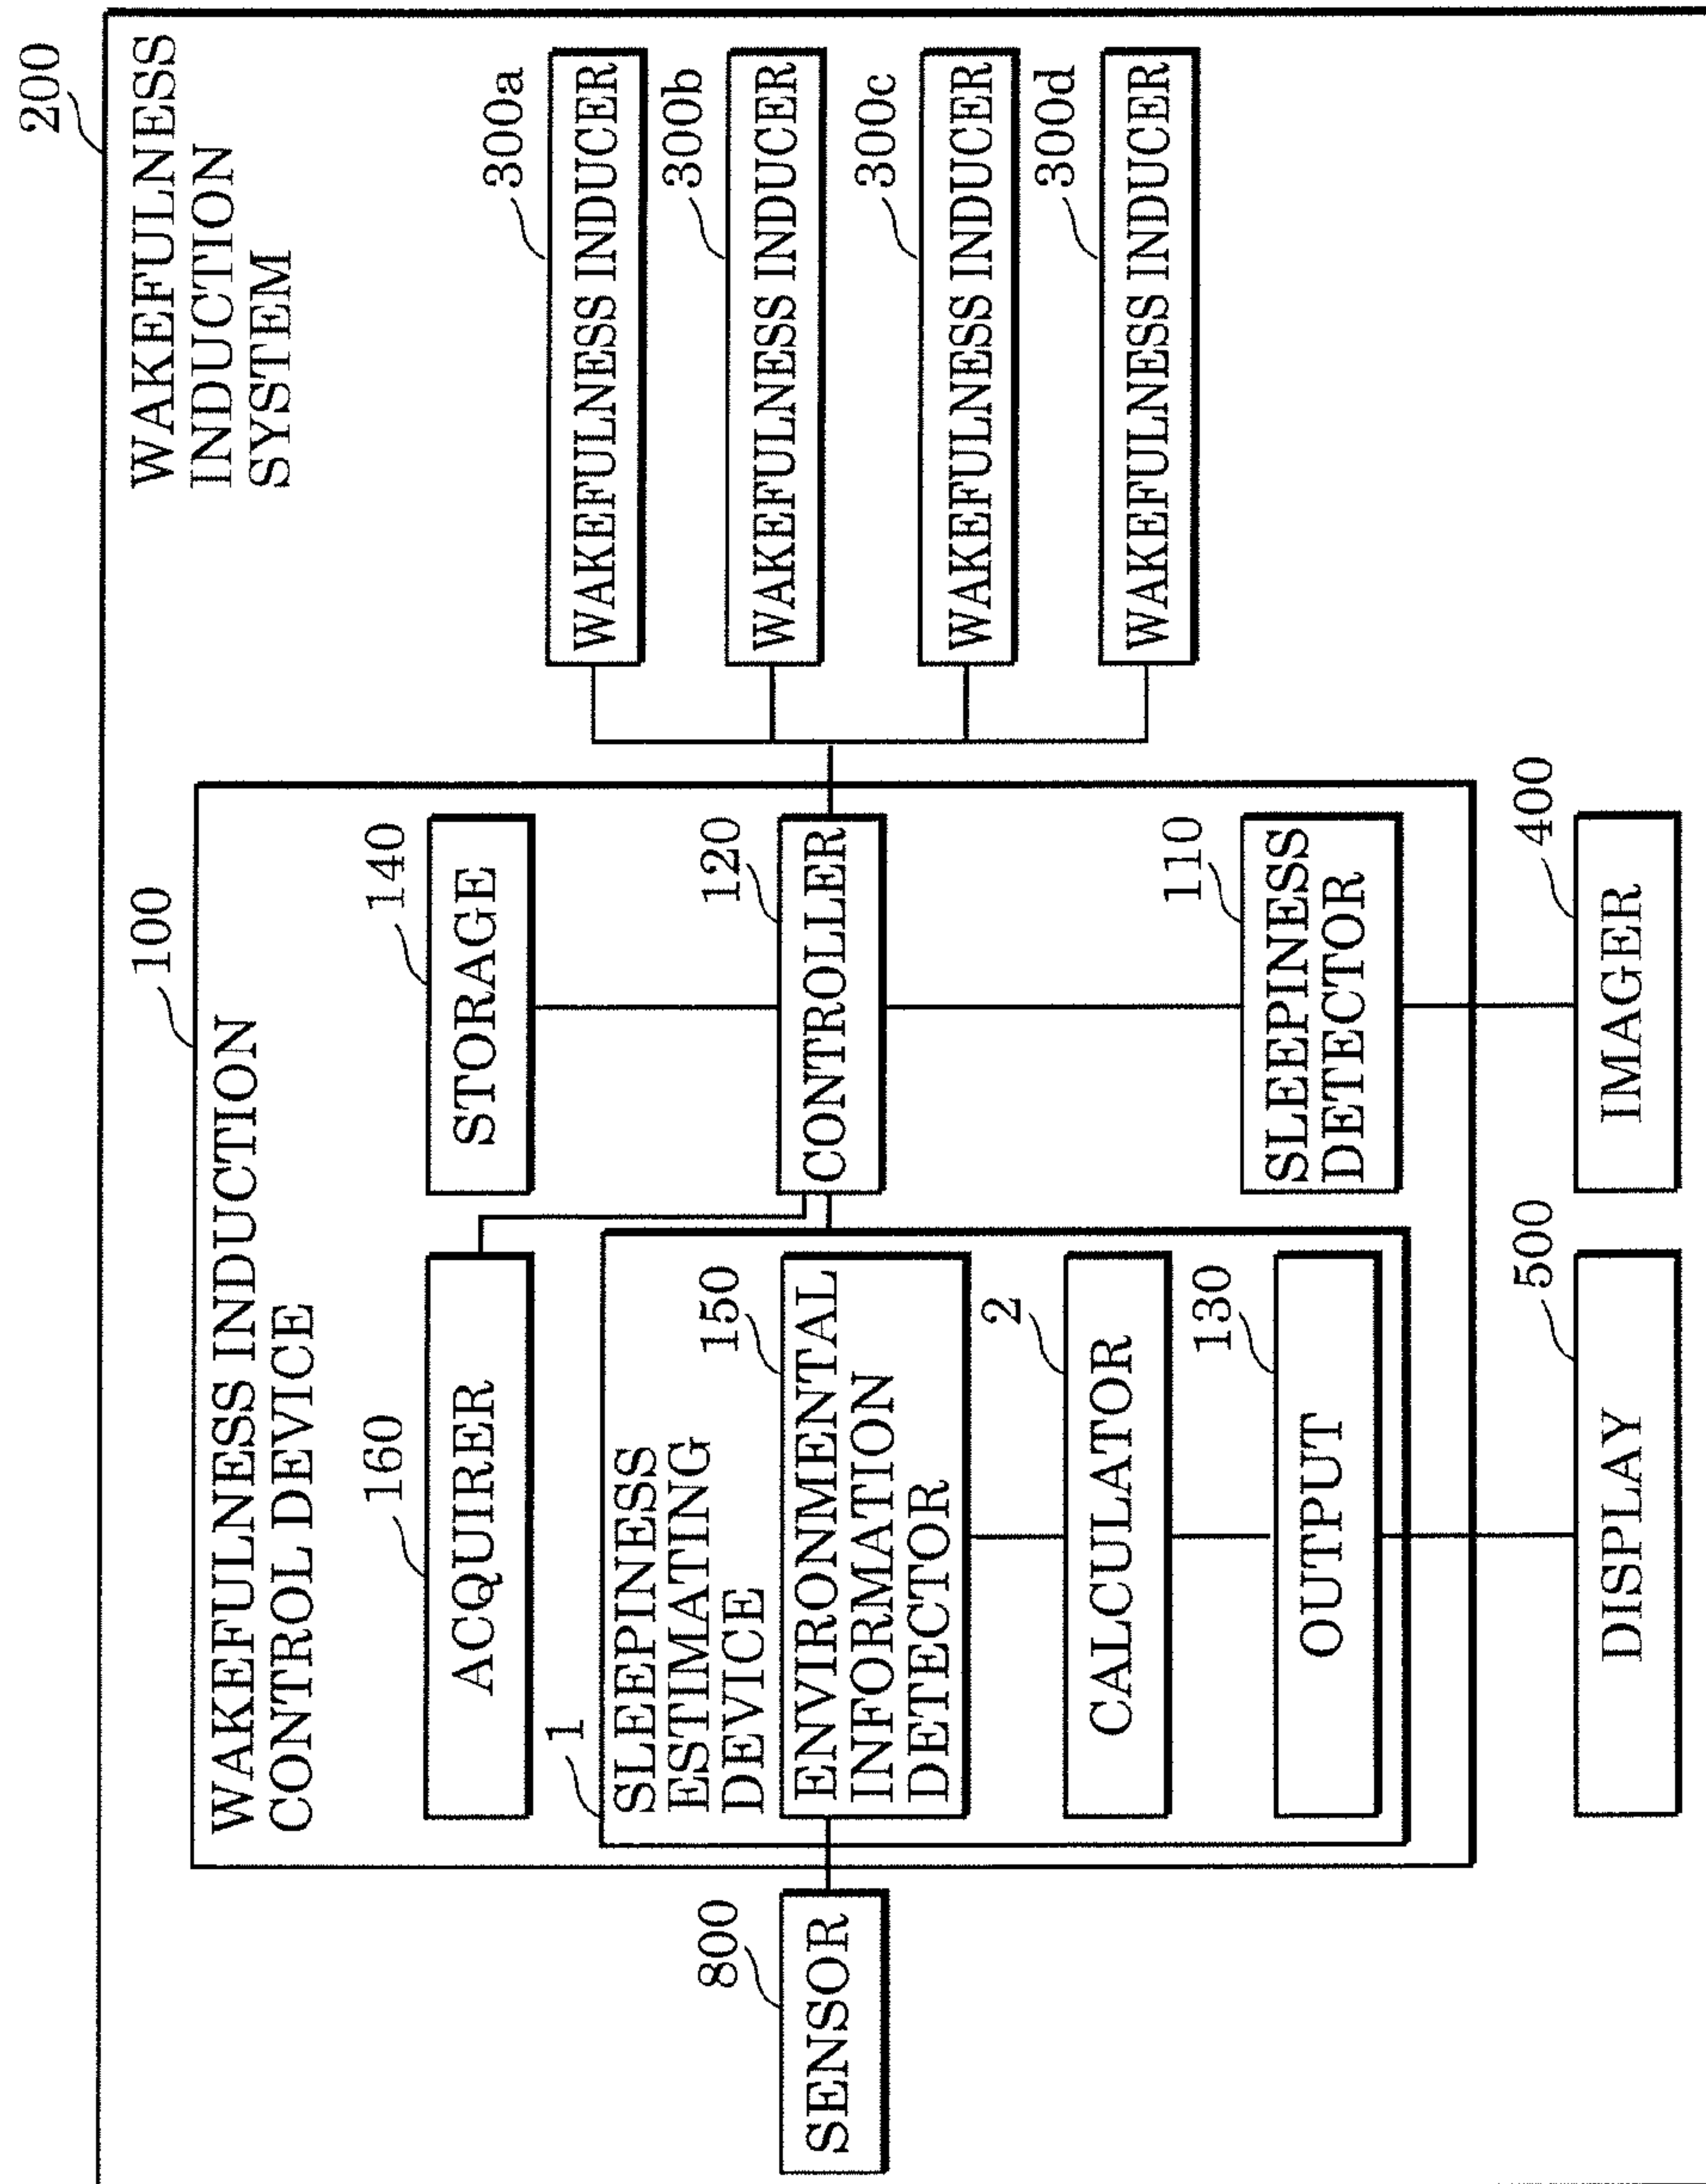 200
WAKEFULNESS
INDUCTION
SYSTEM
100
WAKEFULNESS INDUCTION
CONTROL DEVICE
160
ACQUIRER
140
STORAGE
300a
WAKEFULNESS INDUCER
300b
WAKEFULNESS INDUCER
300c
WAKEFULNESS INDUCER
300d
WAKEFULNESS INDUCER
1
SLEEPINESS
ESTIMATING
DEVICE
150
ENVIRONMENTAL
INFORMATION
DETECTOR
2
CALCULATOR
130
OUTPUT
120
CONTROLLER
110
SLEEPINESS
DETECTOR
800
SENSOR
500
DISPLAY
400
IMAGER